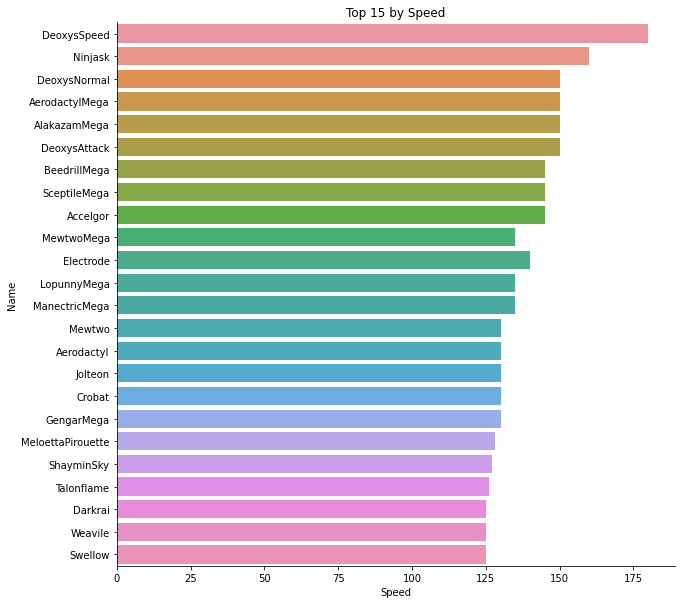 Top 15 by Speed
Name
DeoxysSpeed
Ninjask
DeoxysNormal
AerodactylMega
AlakazamMega
DeoxysAttack
BeedrillMega
SceptileMega
Accelgor
MewtwoMega
Electrode
LopunnyMega
ManectricMega
Mewtwo
Aerodactyl
Jolteon
Crobat
GengarMega
MeloettaPirouette
ShayminSky
Talonflame
Darkrai
Weavile
Swellow
0 25 50 75 100 125 150 175
Speed